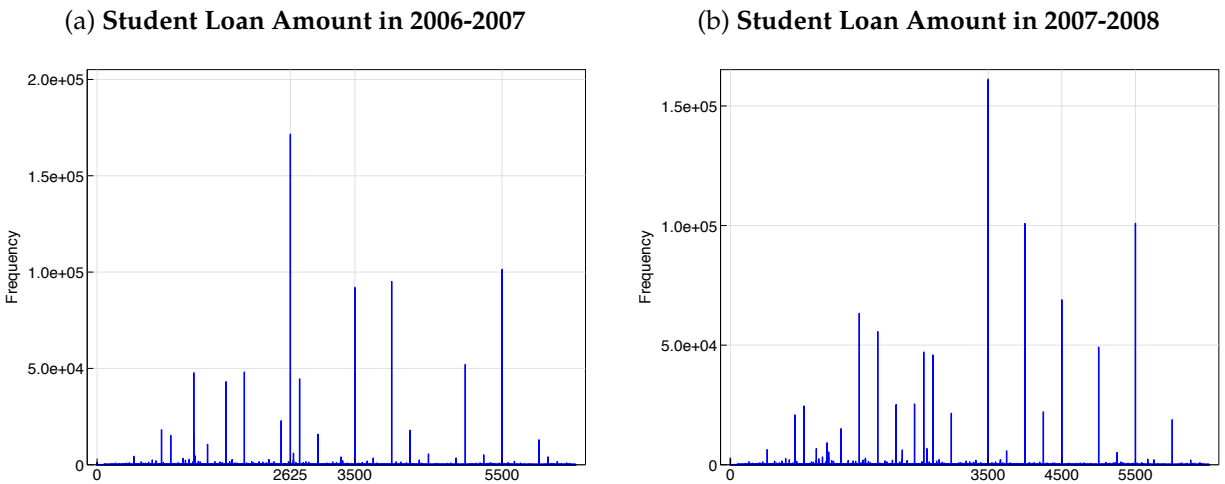 (a) Student Loan Amount in 2006-2007
2.0e+05
1.5e+05
1.0e+05
5.0e+04
0
Frequency
0 2625 3500 5500
(b) Student Loan Amount in 2007-2008
1.5e+05
1.0e+05
5.0e+04
0
Frequency
0 3500 4500 5500